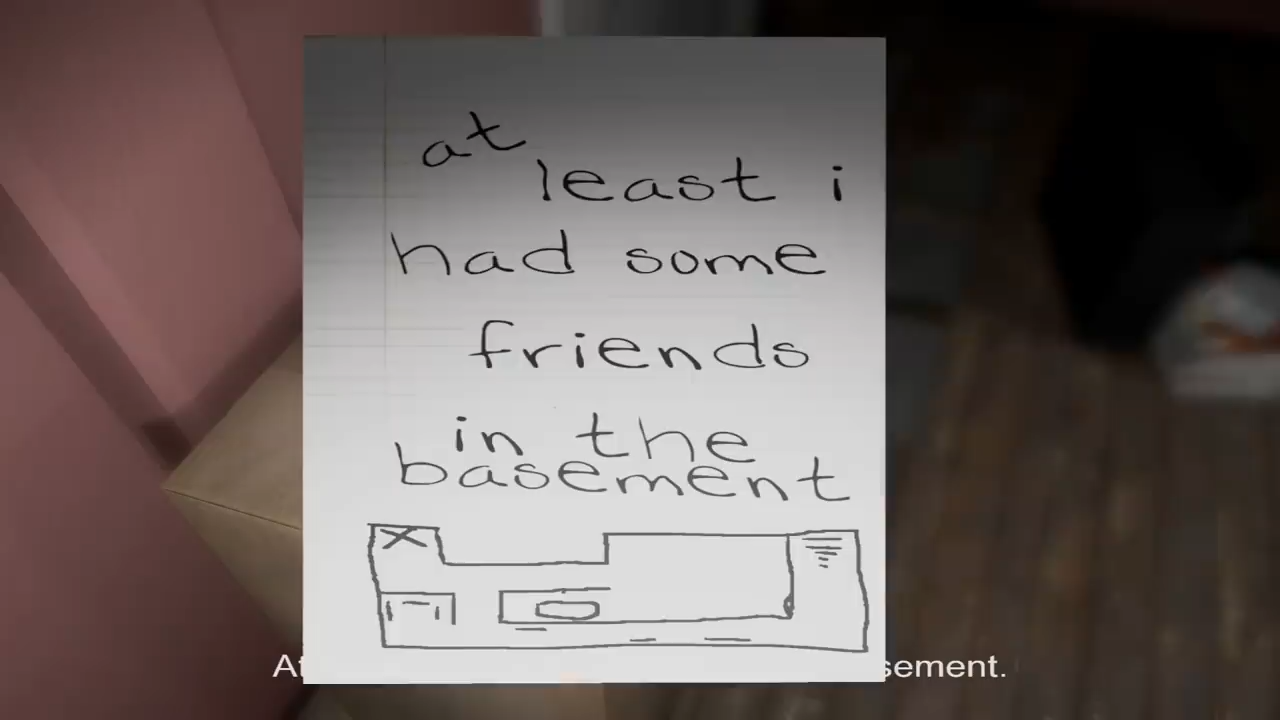 at
least i
had some
friends
in the
basement
At sement.